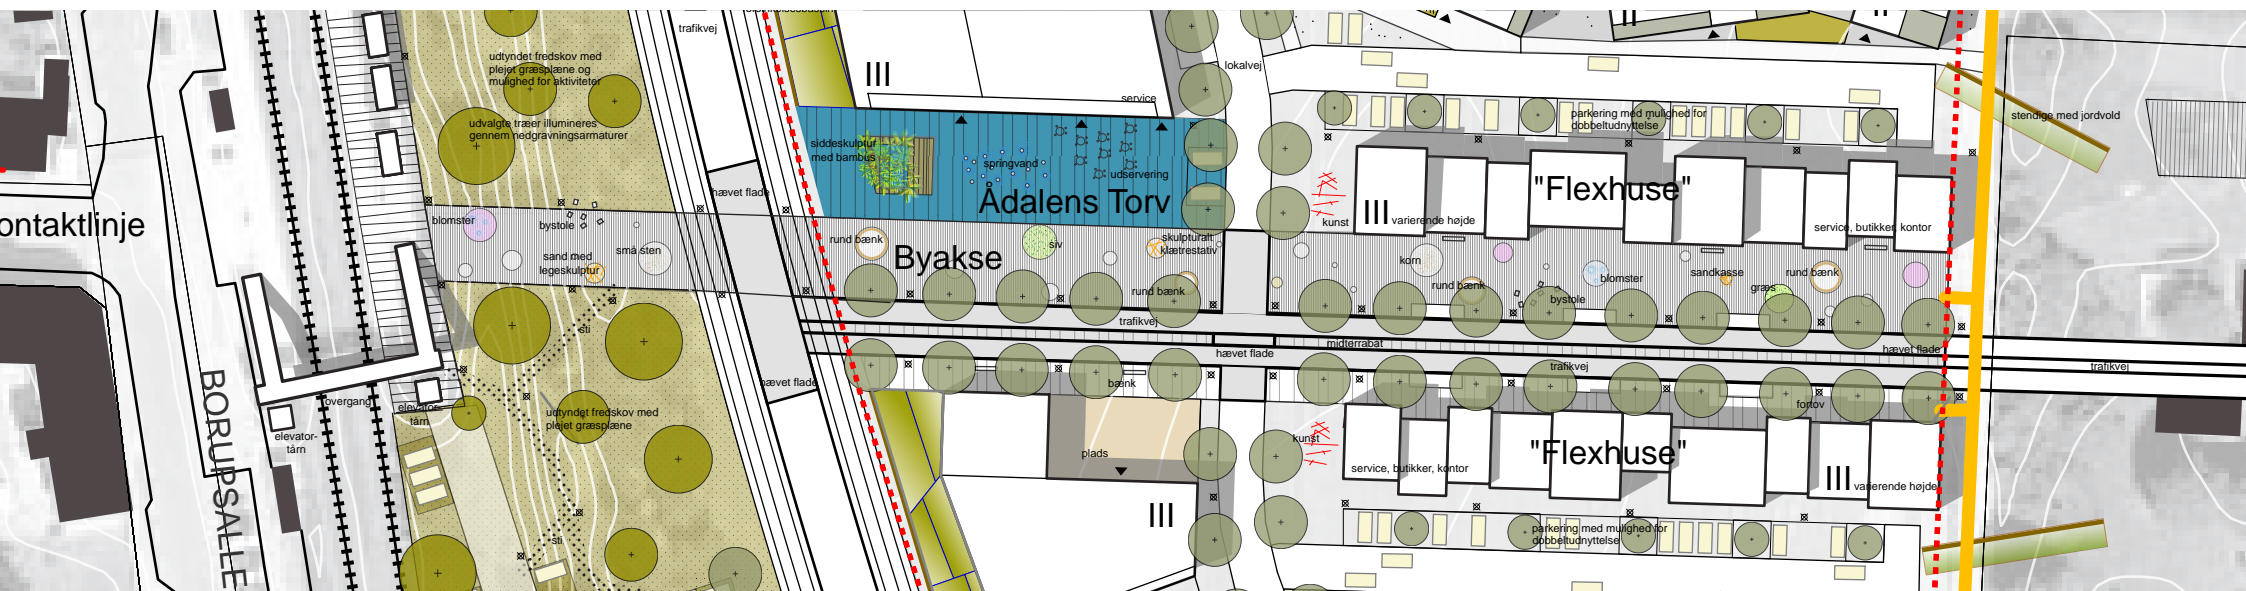 trafikvej
udtyndet fredskov med
plejet græsplæne og
mulighed for aktiviteter
udvalgte træer illumineres
gennem nedgravningsarmaturer
III
service
lokalvej
II
parkering med mulighed for
dobbeltudnyttelse
stendige med jordvold
siddeskulptur
med bambus
springvand
udservering
Ådalens Torv
hævet flade
"Flexhuse"
III varierende højde
kunst
service, butikker, kontor
ontaktlinje
blomster
bystole
små sten
sand med
legeskulptur
rund bænk
Byakse
siv
skulpturalt
klætrestativ
rund bænk
korn
rund bænk
bystole
blomster
sandkasse
græs
rund bænk
trafikvej
sti
midterrabat
hævet flade
hævet flade
trafikvej
trafikvej
hævet flade
bænk
fortov
BORUPSALLE
overgang
elevator-
tårn
elevator-
tårn
udtyndet fredskov med
plejet græsplæne
plads
kunst
service, butikker, kontor
"Flexhuse"
III varierende højde
III
parkering med mulighed for
dobbeltudnyttelse
sti